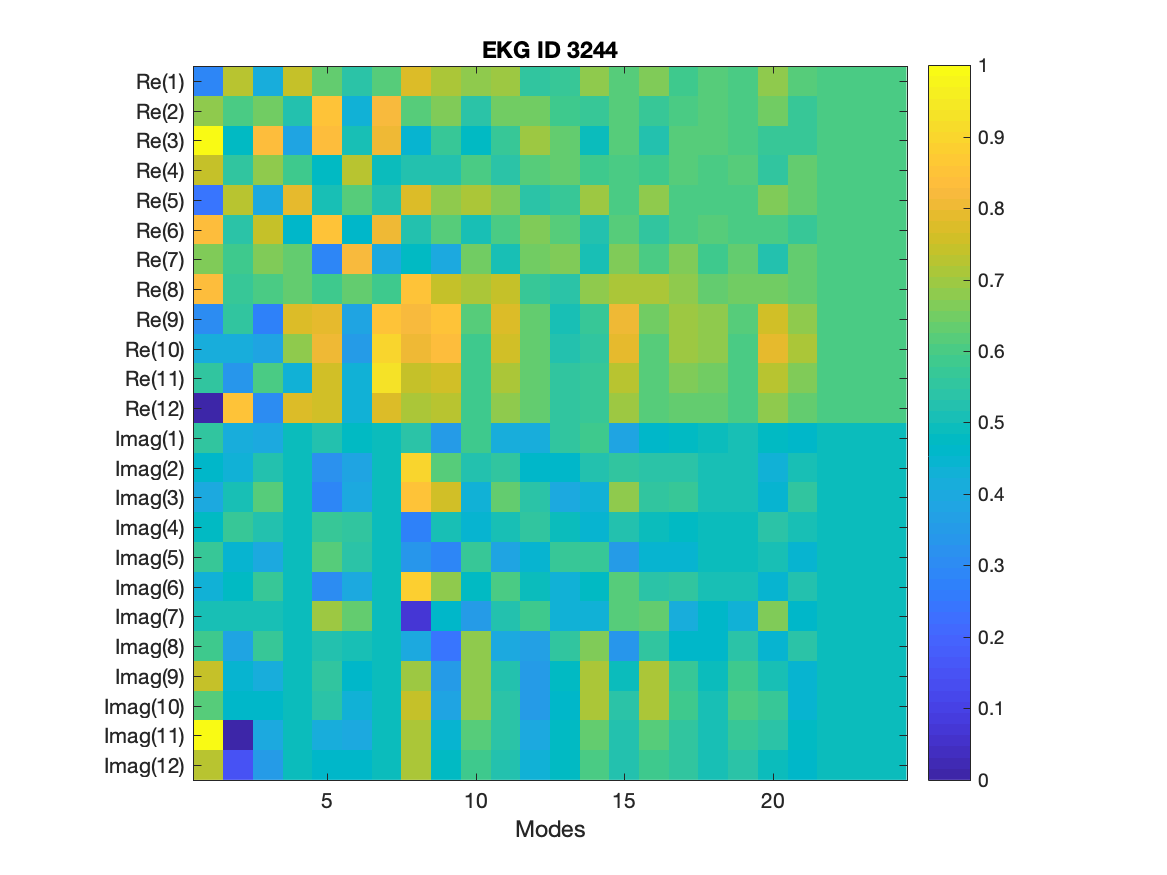 EKG ID 3244
Re(1)
Re(2)
Re(3)
Re(4)
Re(5)
Re(6)
Re(7)
Re(8)
Re(9)
Re(10)
Re(11)
Re(12)
Imag(1)
Imag(2)
Imag(3)
Imag(4)
Imag(5)
Imag(6)
Imag(7)
Imag(8)
Imag(9)
Imag(10)
Imag(11)
Imag(12)
5 10 15 20
Modes
1
0.9
0.8
0.7
0.6
0.5
0.4
0.3
0.2
0.1
0